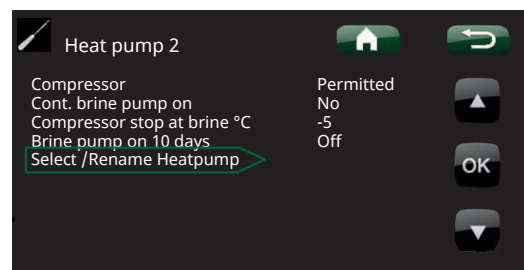 Heat pump 2
Compressor Permitted
Cont. brine pump on No
Compressor stop at brine °C -5
Brine pump on 10 days Off
Select /Rename Heatpump
OK